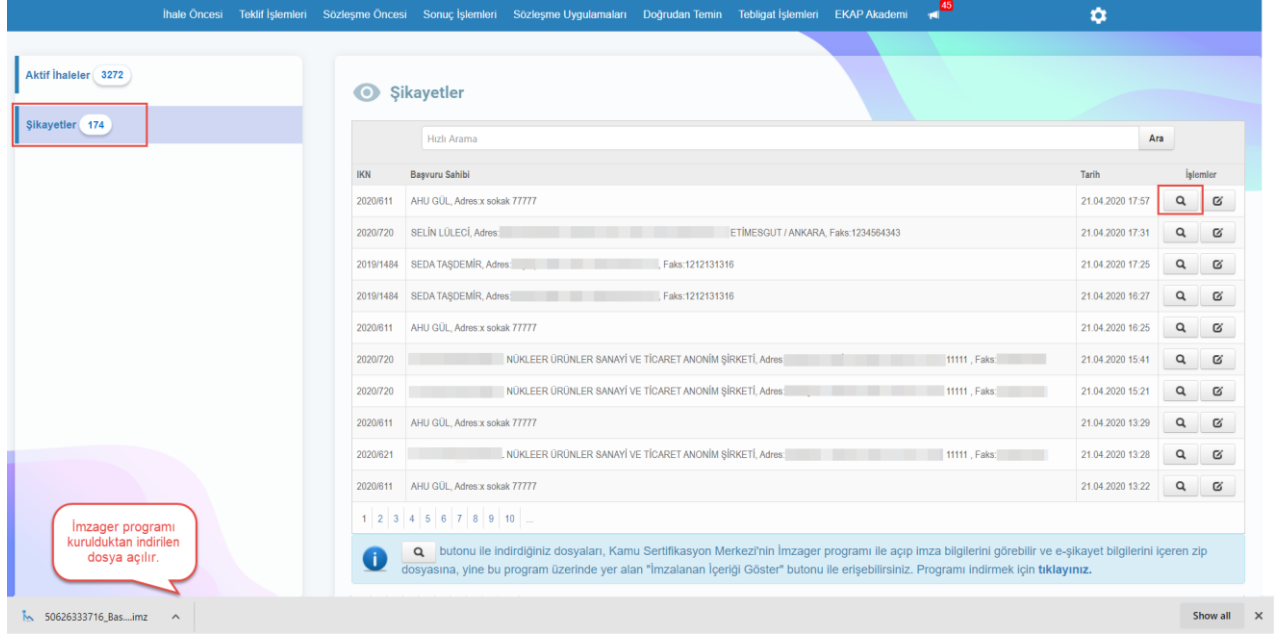 İhale Öncesi Teklif İşlemleri Sözleşme Öncesi Sonuç İşlemleri Sözleşme Uygulamaları Doğrudan Temin Tebligat İşlemleri EKAP Akademi 45
Aktif İhaleler 3272
Şikayetler 174
Şikayetler
Hızlı Arama Ara
IKN Başvuru Sahibi Tarih İşlemler
2020/611 AHU GÜL, Adres:x sokak 77777 21.04.2020 17:57
2020/720 SELİN LÜLECİ, Adres: ETİMESGUT / ANKARA, Faks:1234564343 21.04.2020 17:31
2019/1484 SEDA TAŞDEMİR, Adres: , Faks:1212131316 21.04.2020 17:25
2019/1484 SEDA TAŞDEMİR, Adres: , Faks:1212131316 21.04.2020 16:27
2020/611 AHU GÜL, Adres:x sokak 77777 21.04.2020 16:25
2020/720 NÜKLEER ÜRÜNLER SANAYİ VE TİCARET ANONİM ŞİRKETİ, Adres: 11111 , Faks: 21.04.2020 15:41
2020/720 NÜKLEER ÜRÜNLER SANAYİ VE TİCARET ANONİM ŞİRKETİ, Adres: 11111 , Faks: 21.04.2020 15:21
2020/611 AHU GÜL, Adres:x sokak 77777 21.04.2020 13:29
2020/621 NÜKLEER ÜRÜNLER SANAYİ VE TİCARET ANONİM ŞİRKETİ, Adres: 11111 , Faks: 21.04.2020 13:28
2020/611 AHU GÜL, Adres:x sokak 77777 21.04.2020 13:22
1 2 3 4 5 6 7 8 9 10 ...
butonu ile indirdiğiniz dosyaları, Kamu Sertifikasyon Merkezi'nin İmzager programı ile açıp imza bilgilerini görebilir ve e-şikayet bilgilerini içeren zip
dosyasına, yine bu program üzerinde yer alan "İmzalanan İçeriği Göster" butonu ile erişebilirsiniz. Programı indirmek için tıklayınız.
İmzager programı
kurulduktan indirilen
dosya açılır.
50626333716_Bas....imz Show all